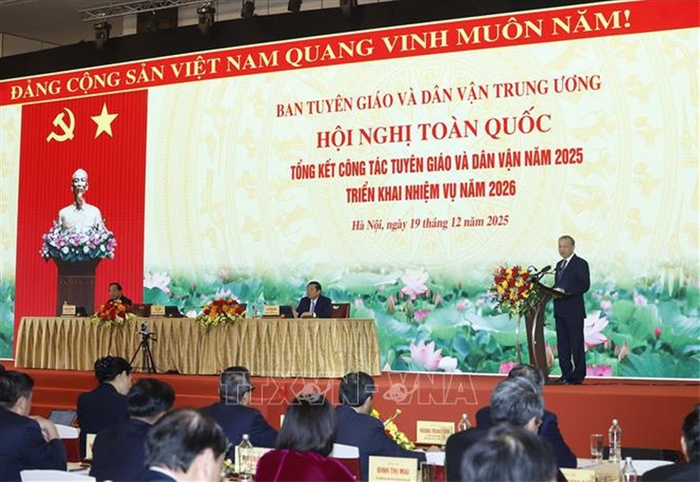 ĐẢNG CỘNG SẢN VIỆT NAM QUANG VINH MUÔN NĂM!
BAN TUYÊN GIÁO VÀ DÂN VẬN TRUNG ƯƠNG
HỘI NGHỊ TOÀN QUỐC
TỔNG KẾT CÔNG TÁC TUYÊN GIÁO VÀ DÂN VẬN NĂM 2025
TRIỂN KHAI NHIỆM VỤ NĂM 2026
Hà Nội, ngày 19 tháng 12 năm 2025
ĐINH THỊ MAI